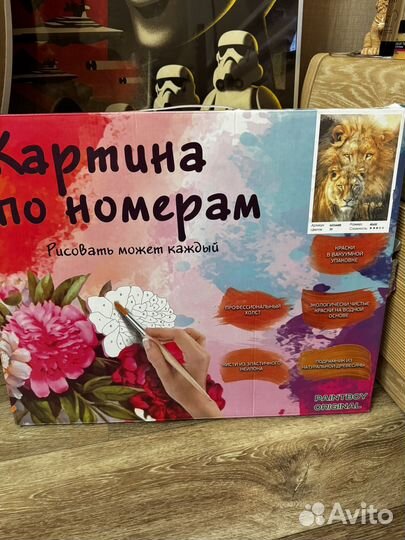 Картина
по номерам
Рисовать может каждый
КРАСКИ
В ВАКУУМНОЙ
УПАКОВКЕ
ПРОФЕССИОНАЛЬНЫЙ
ХОЛСТ
ЭКОЛОГИЧЕСКИ ЧИСТЫЕ
КРАСКИ НА ВОДНОЙ
ОСНОВЕ
КИСТИ ИЗ ЭЛАСТИЧНОГО
НЕЙЛОНА
ПОДРАМНИК ИЗ
НАТУРАЛЬНОЙ ДРЕВЕСИНЫ
PAINTBOY
ORIGINAL
Avito